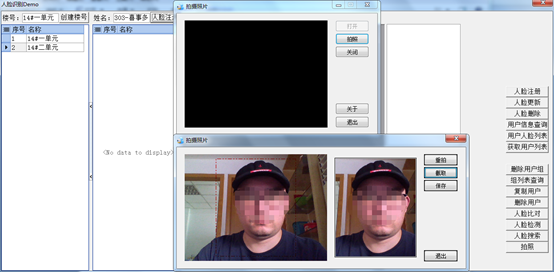 人脸识别Demo
楼号: 14#一单元 创建楼号 姓名: 303-喜事多 人脸注
序号 名称
1 14#一单元
2 14#二单元
序号
<No data to display>
拍摄照片
打开
拍照
关闭
关于
退出
拍摄照片
重拍
截取
保存
退出
人脸注册
人脸更新
人脸删除
用户信息查询
用户人脸列表
获取用户列表
删除用户组
组列表查询
复制用户
删除用户
人脸比对
人脸检测
人脸搜索
拍照